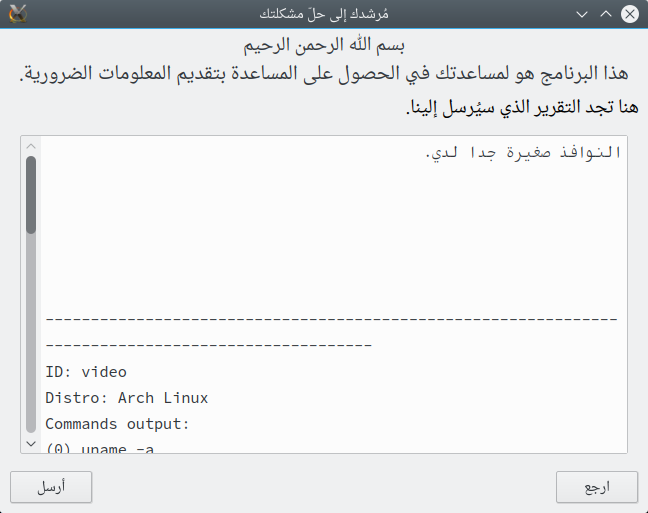 مُرشدك إلى حلّ مشكلتك
بسم الله الرحمن الرحيم
هذا البرنامج هو لمساعدتك في الحصول على المساعدة بتقديم المعلومات الضرورية.
هنا تجد التقرير الذي سيُرسل إلينا.
النوافذ صغيرة جدا لدي.
---------------------------------------------------------------
------------------------------------
ID: video
Distro: Arch Linux
Commands output:
(0) uname -a
ارجع
أرسل